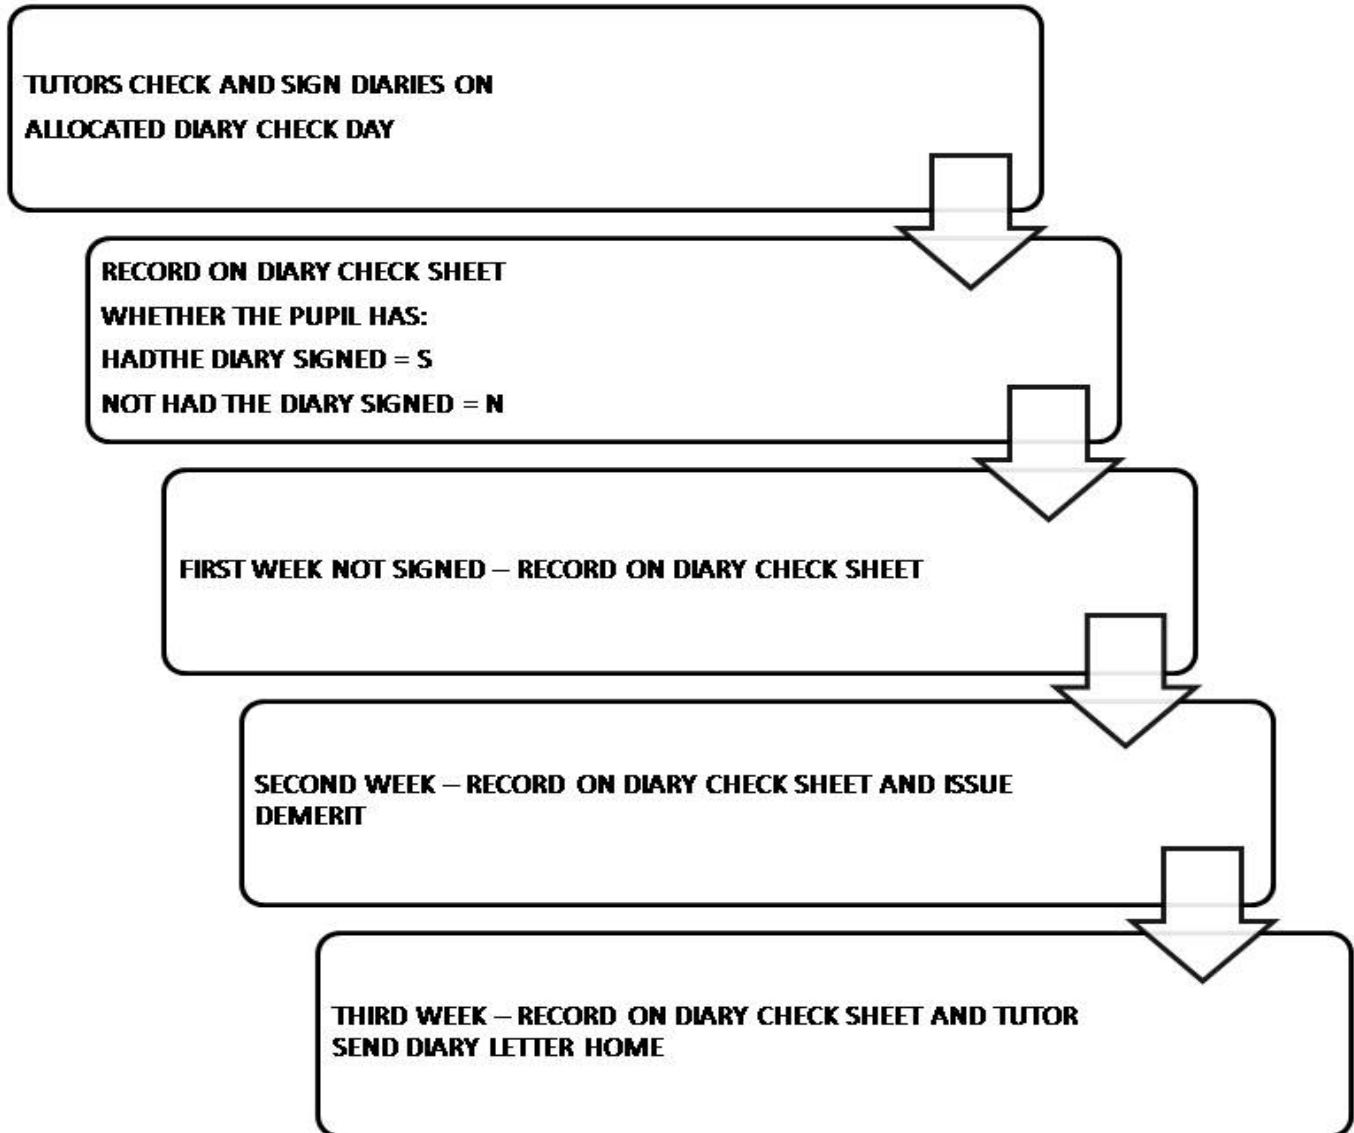 TUTORS CHECK AND SIGN DIARIES ON
ALLOCATED DIARY CHECK DAY
RECORD ON DIARY CHECK SHEET
WHETHER THE PUPIL HAS:
HADTHE DIARY SIGNED = S
NOT HAD THE DIARY SIGNED = N
FIRST WEEK NOT SIGNED – RECORD ON DIARY CHECK SHEET
SECOND WEEK – RECORD ON DIARY CHECK SHEET AND ISSUE
DEMERIT
THIRD WEEK – RECORD ON DIARY CHECK SHEET AND TUTOR
SEND DIARY LETTER HOME